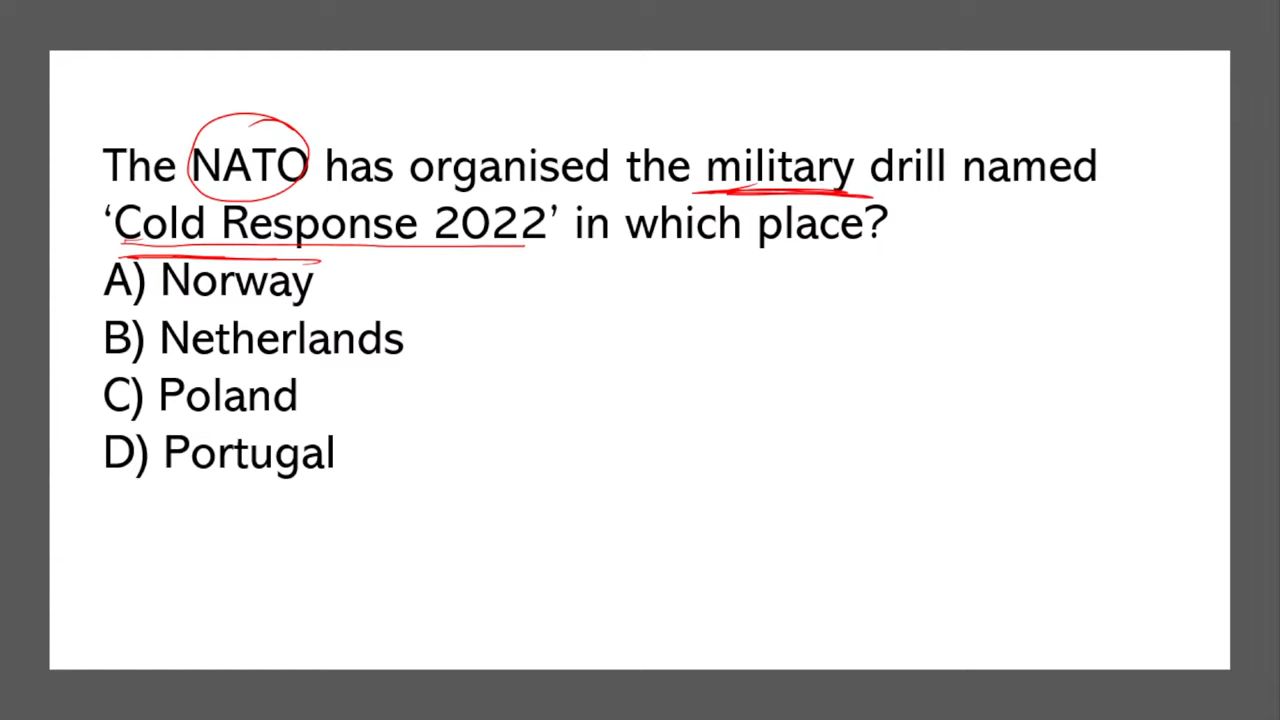 The NATO has organised the military drill named
‘Cold Response 2022’ in which place?
A) Norway
B) Netherlands
C) Poland
D) Portugal